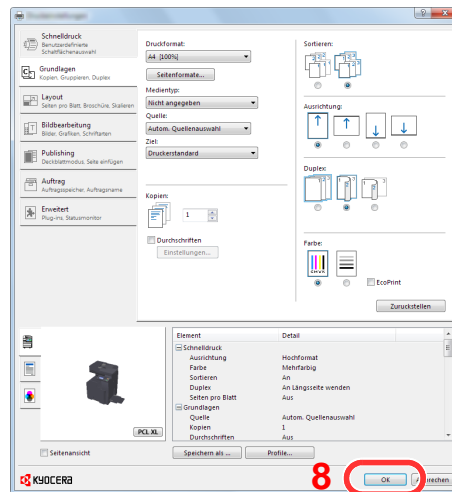 Schnelldruck
Benutzerdefinierte
Schaltflächenauswahl
Grundlagen
Kopien, Gruppieren, Duplex
Layout
Seiten pro Blatt, Broschüre, Skalieren
Bildbearbeitung
Bilder, Grafiken, Schriftarten
Publishing
Deckblattmodus, Seite einfügen
Auftrag
Auftragsspeicher, Auftragsname
Erweitert
Plug-ins, Statusmonitor
Druckformat:
A4 [100%]
Seitenformate...
Medientyp:
Nicht angegeben
Quelle:
Autom. Quellenauswahl
Ziel:
Druckerstandard
Kopien:
1
Durchschriften
Einstellungen...
Sortieren:
Ausrichtung:
Duplex:
Farbe:
CMYK
EcoPrint
Zurückstellen
PCL XL
Seitenansicht
Element Detail
Schnelldruck
Ausrichtung Hochformat
Farbe Mehrfarbig
Sortieren An
Duplex An Längsseite wenden
Seiten pro Blatt Aus
Grundlagen
Quelle Autom. Quellenauswahl
Kopien 1
Durchschriften Aus
Speichern als ... Profile...
KYOCERA
8
OK